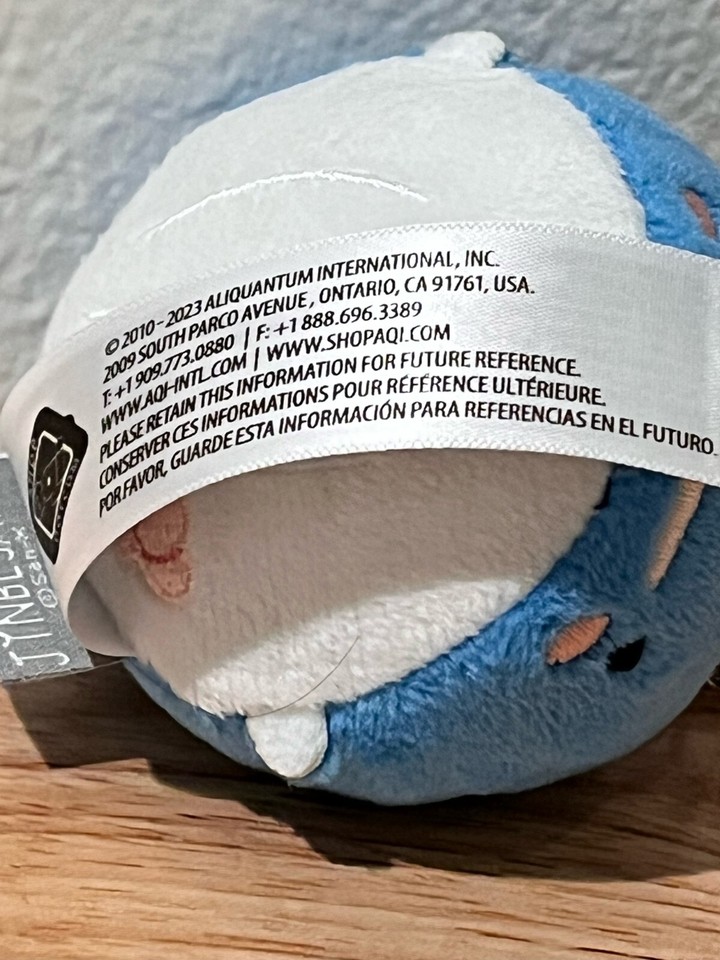 © 2010 - 2023 ALIQUANTUM INTERNATIONAL, INC.
2009 SOUTH PARCO AVENUE, ONTARIO, CA 91761, USA.
T: +1 909.773.0880 | F: +1 888.696.3389
WWW.AQI-INTL.COM | WWW.SHOPAQI.COM
PLEASE RETAIN THIS INFORMATION FOR FUTURE REFERENCE.
CONSERVER CES INFORMATIONS POUR RÉFÉRENCE ULTÉRIEURE.
POR FAVOR, GUARDE ESTA INFORMACIÓN PARA REFERENCIAS EN EL FUTURO.
©San-X